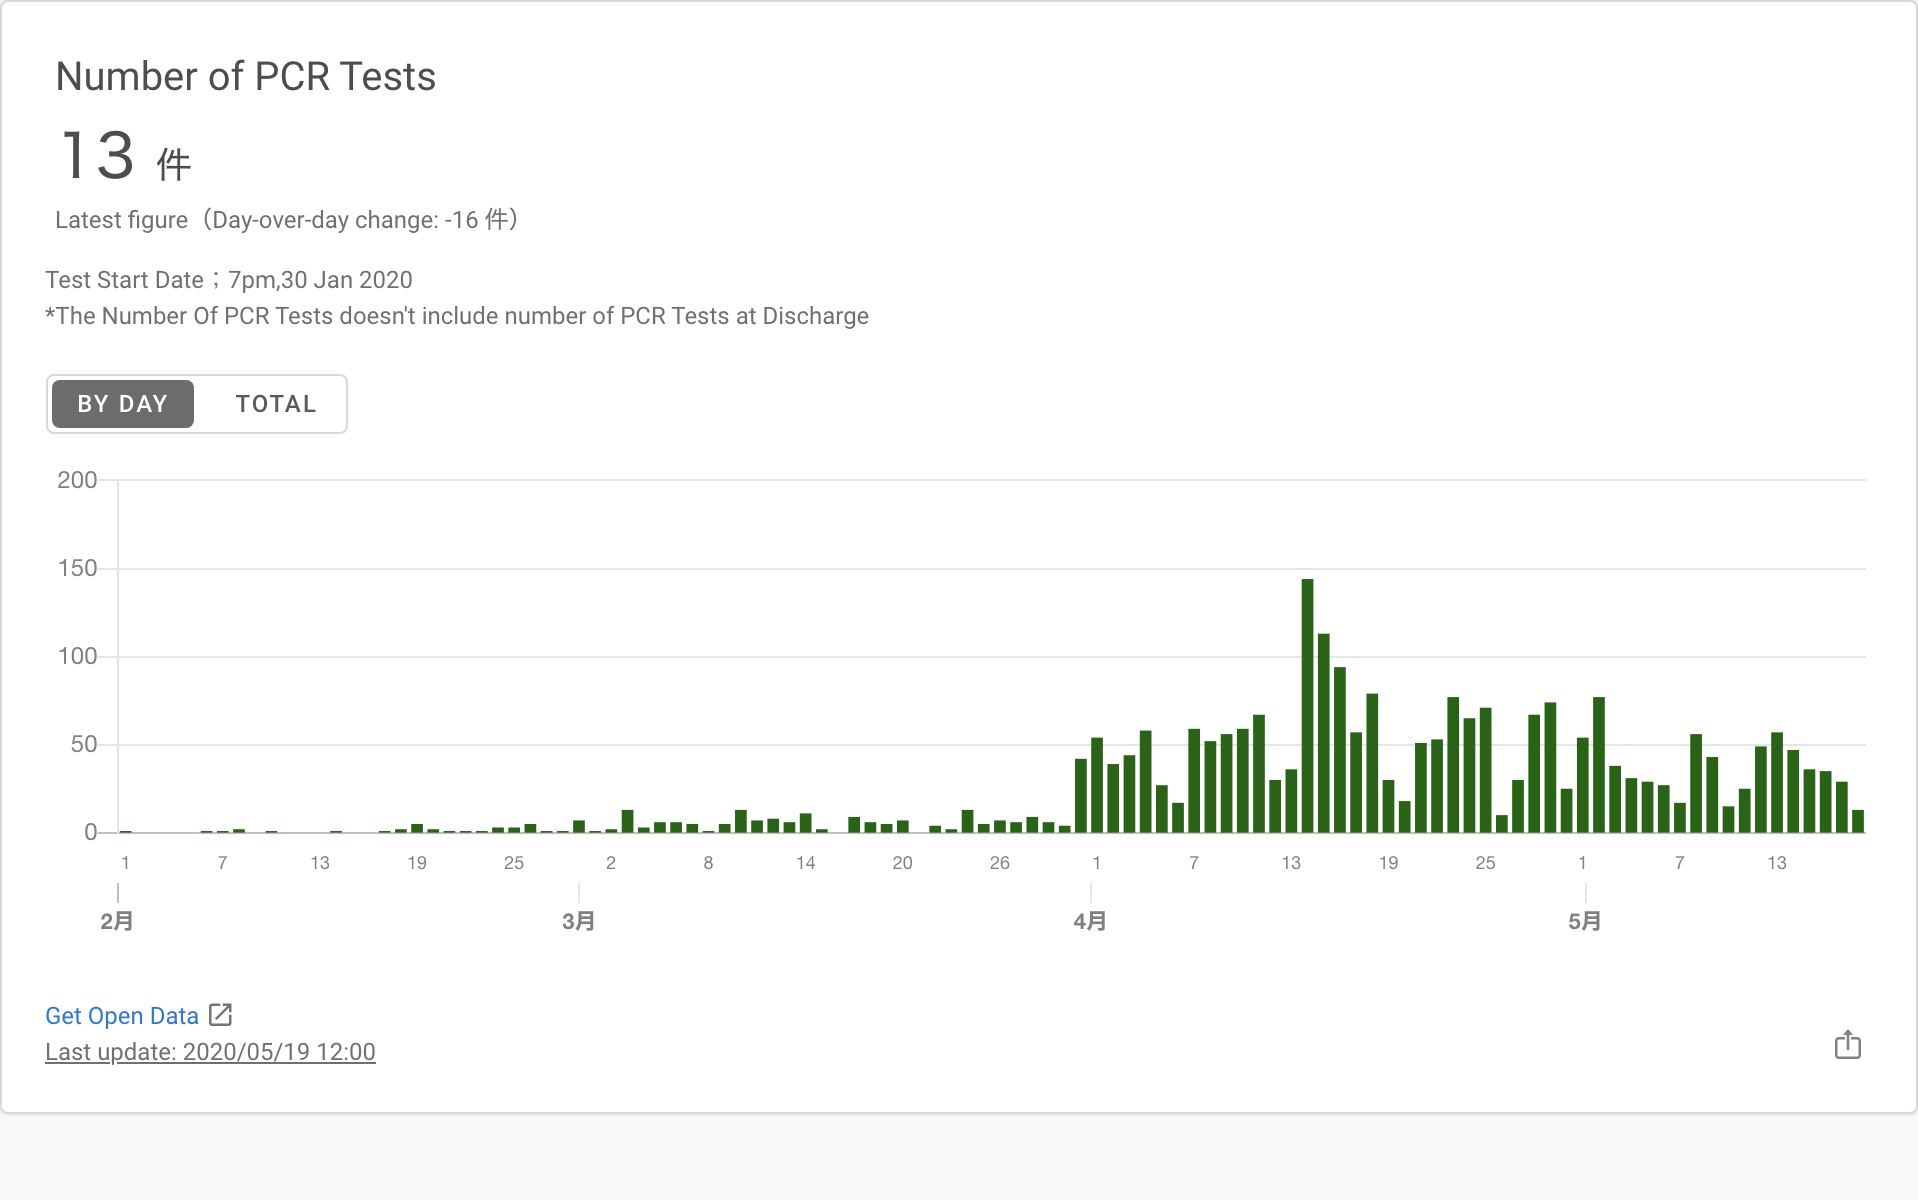 Number of PCR Tests
13 件
Latest figure（Day-over-day change: -16 件）
Test Start Date；7pm,30 Jan 2020
*The Number Of PCR Tests doesn't include number of PCR Tests at Discharge
BY DAY TOTAL
200
150
100
50
0
1 7 13 19 25 2 8 14 20 26 1 7 13 19 25 1 7 13
2月 3月 4月 5月
Get Open Data
Last update: 2020/05/19 12:00